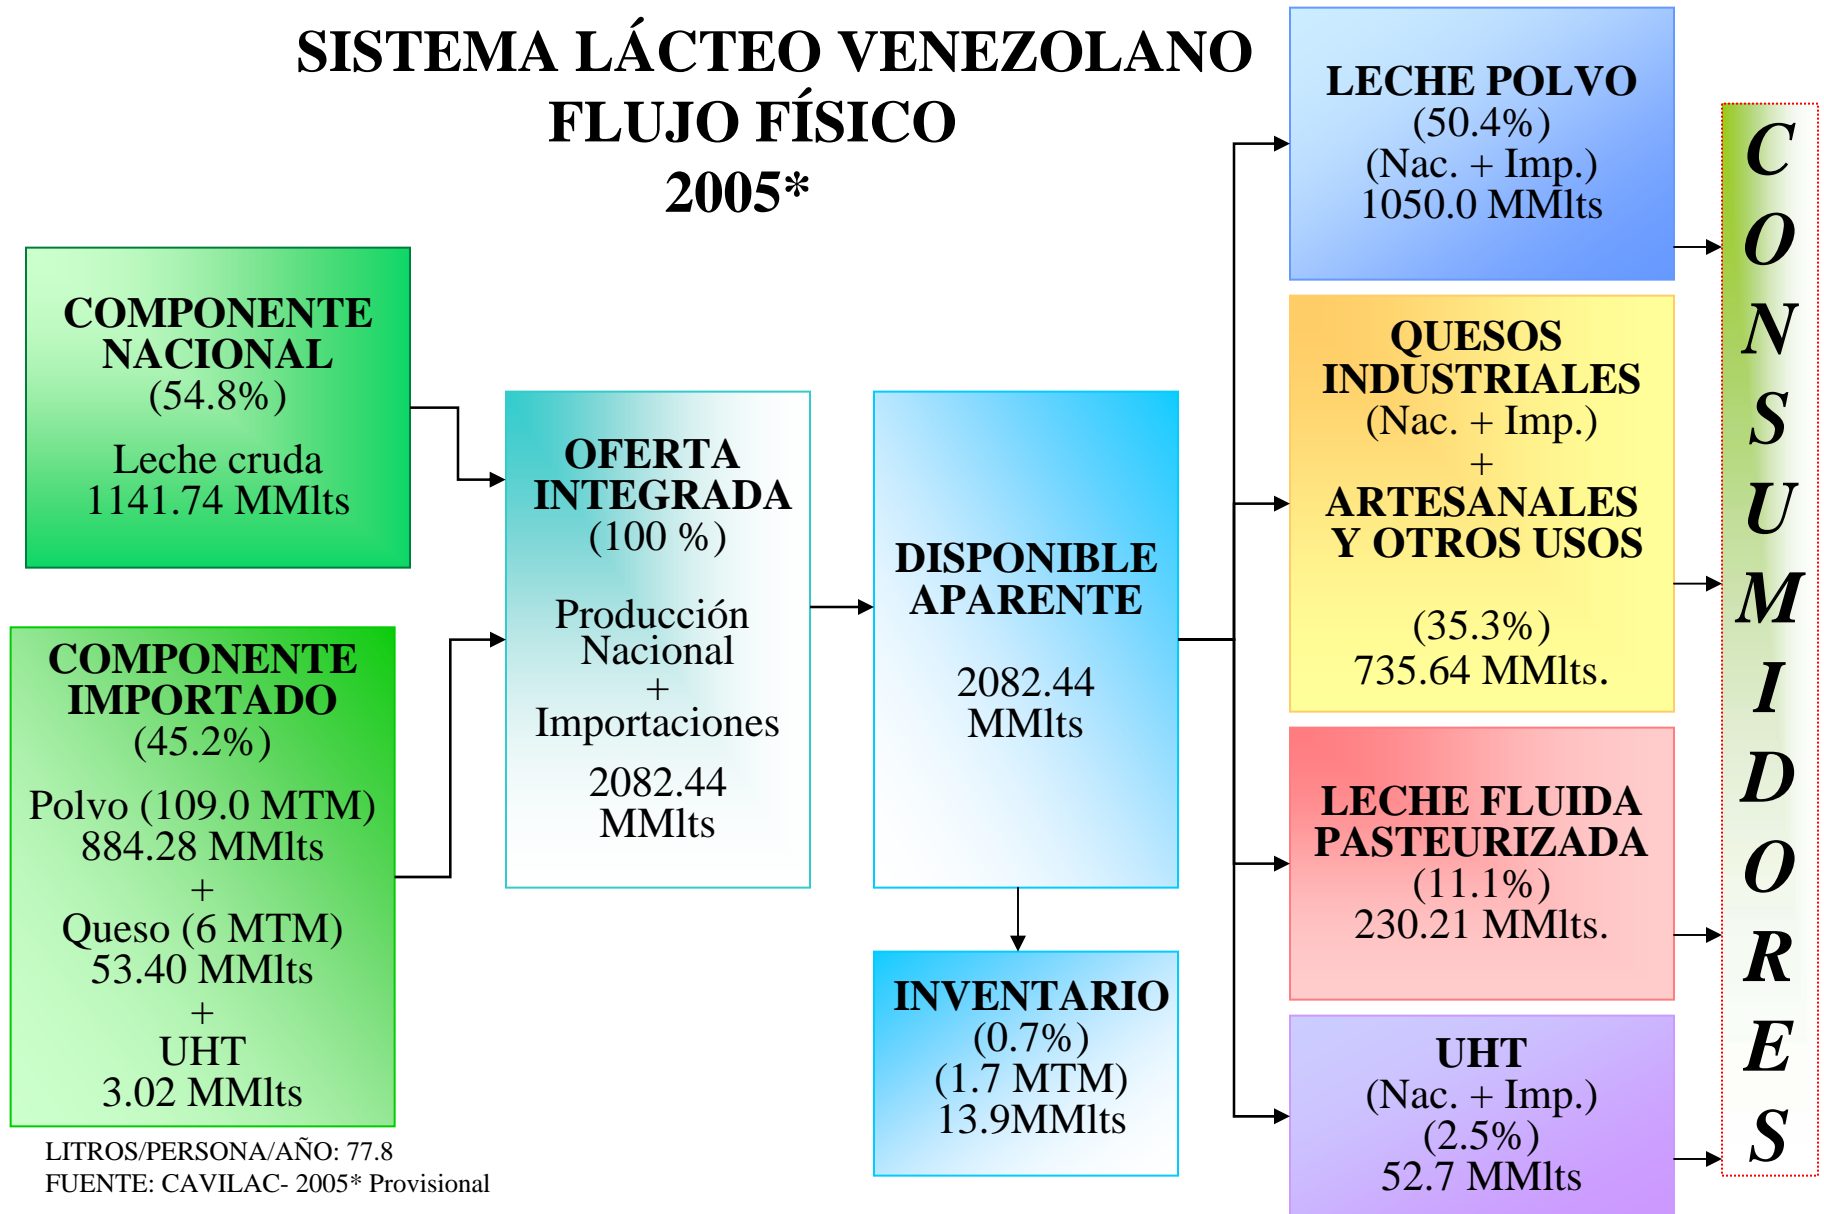 SISTEMA LÁCTEO VENEZOLANO
FLUJO FÍSICO
2005*
COMPONENTE
NACIONAL
(54.8%)
Leche cruda
1141.74 MMlts
COMPONENTE
IMPORTADO
(45.2%)
Polvo (109.0 MTM)
884.28 MMlts
+
Queso (6 MTM)
53.40 MMlts
+
UHT
3.02 MMlts
OFERTA
INTEGRADA
(100 %)
Producción
Nacional
+
Importaciones
2082.44
MMlts
DISPONIBLE
APARENTE
2082.44
MMlts
INVENTARIO
(0.7%)
(1.7 MTM)
13.9MMlts
LECHE POLVO
(50.4%)
(Nac. + Imp.)
1050.0 MMlts
QUESOS
INDUSTRIALES
(Nac. + Imp.)
+
ARTESANALES
Y OTROS USOS
(35.3%)
735.64 MMlts.
LECHE FLUIDA
PASTEURIZADA
(11.1%)
230.21 MMlts.
UHT
(Nac. + Imp.)
(2.5%)
52.7 MMlts
CONSUMIDORES
LITROS/PERSONA/AÑO: 77.8
FUENTE: CAVILAC- 2005* Provisional